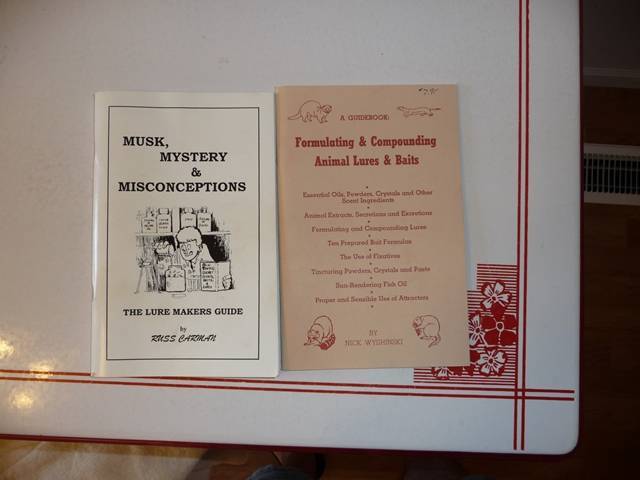 MUSK,
MYSTERY
&
MISCONCEPTIONS
THE LURE MAKERS GUIDE
by
RUSS CARMAN
A GUIDEBOOK:
Formulating & Compounding
Animal Lures & Baits
Essential Oils, Powders, Crystals and Other
Scent Ingredients
Animal Extracts, Secretions and Excretions
Formulating and Compounding Lures
Ten Prepared Bait Formulas
The Use of Fixatives
Tincturing Powders, Crystals and Pastes
Sun-Rendering Fish Oil
Proper and Sensible Use of Attractors
BY
NICK WYSHINSKI